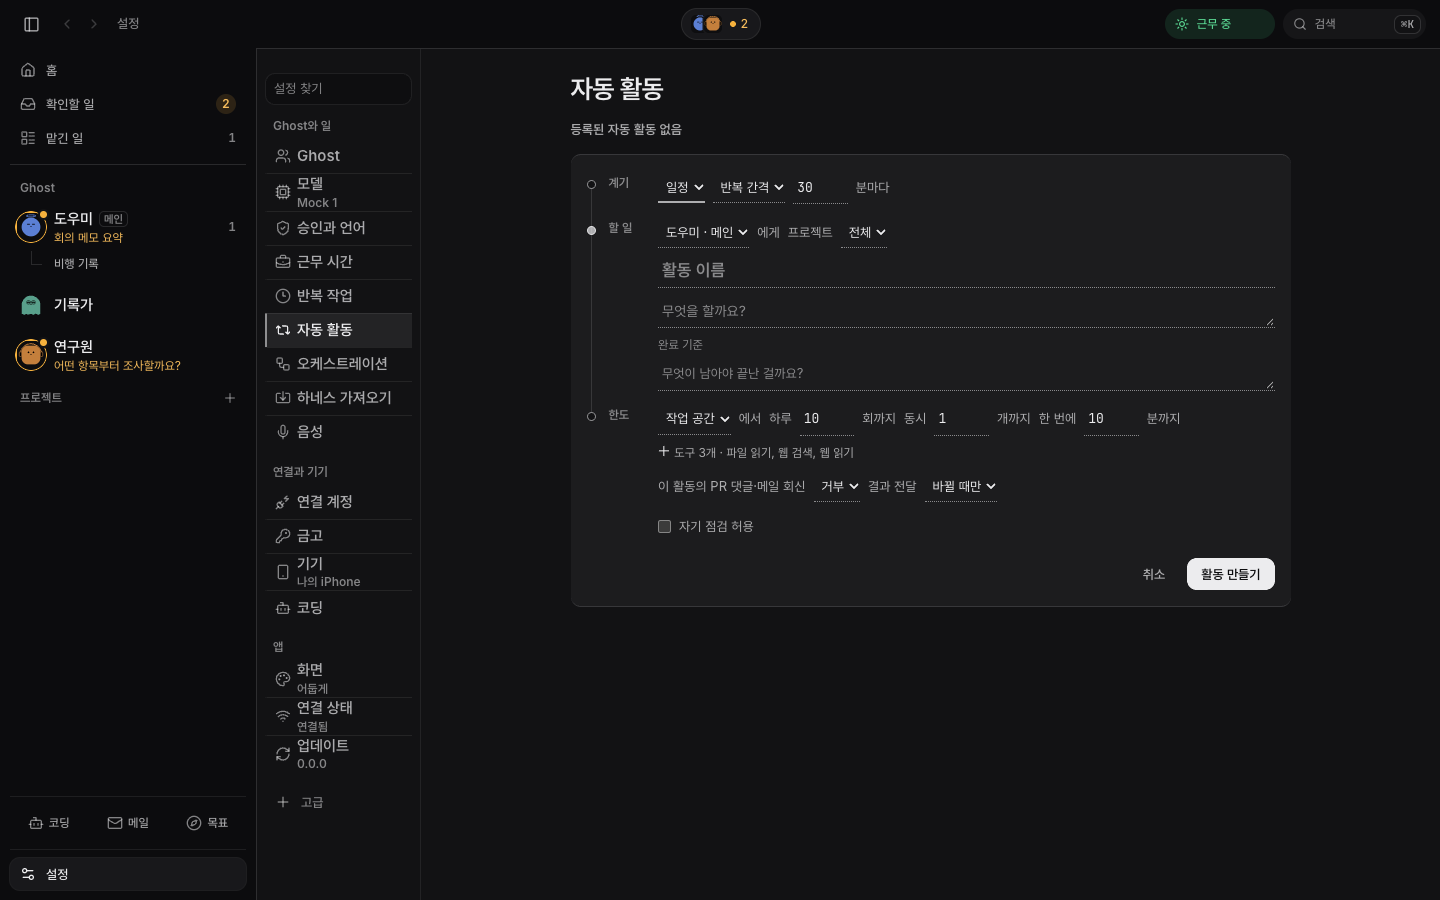 설정
2
근무 중
검색
⌘K
홈
확인할 일
2
맡긴 일
1
Ghost
도우미
메인
회의 메모 요약
1
비행 기록
기록가
연구원
어떤 항목부터 조사할까요?
프로젝트
코딩
메일
목표
설정
설정 찾기
Ghost와 일
Ghost
모델
Mock 1
승인과 언어
근무 시간
반복 작업
자동 활동
오케스트레이션
하네스 가져오기
음성
연결과 기기
연결 계정
금고
기기
나의 iPhone
코딩
앱
화면
어둡게
연결 상태
연결됨
업데이트
0.0.0
고급
자동 활동
등록된 자동 활동 없음
계기
일정 반복 간격 30 분마다
할 일
도우미 · 메인 에게 프로젝트 전체
활동 이름
무엇을 할까요?
완료 기준
무엇이 남아야 끝난 걸까요?
한도
작업 공간 에서 하루 10 회까지 동시 1 개까지 한 번에 10 분까지
도구 3개 · 파일 읽기, 웹 검색, 웹 읽기
이 활동의 PR 댓글·메일 회신 거부 결과 전달 바뀔 때만
자기 점검 허용
취소
활동 만들기